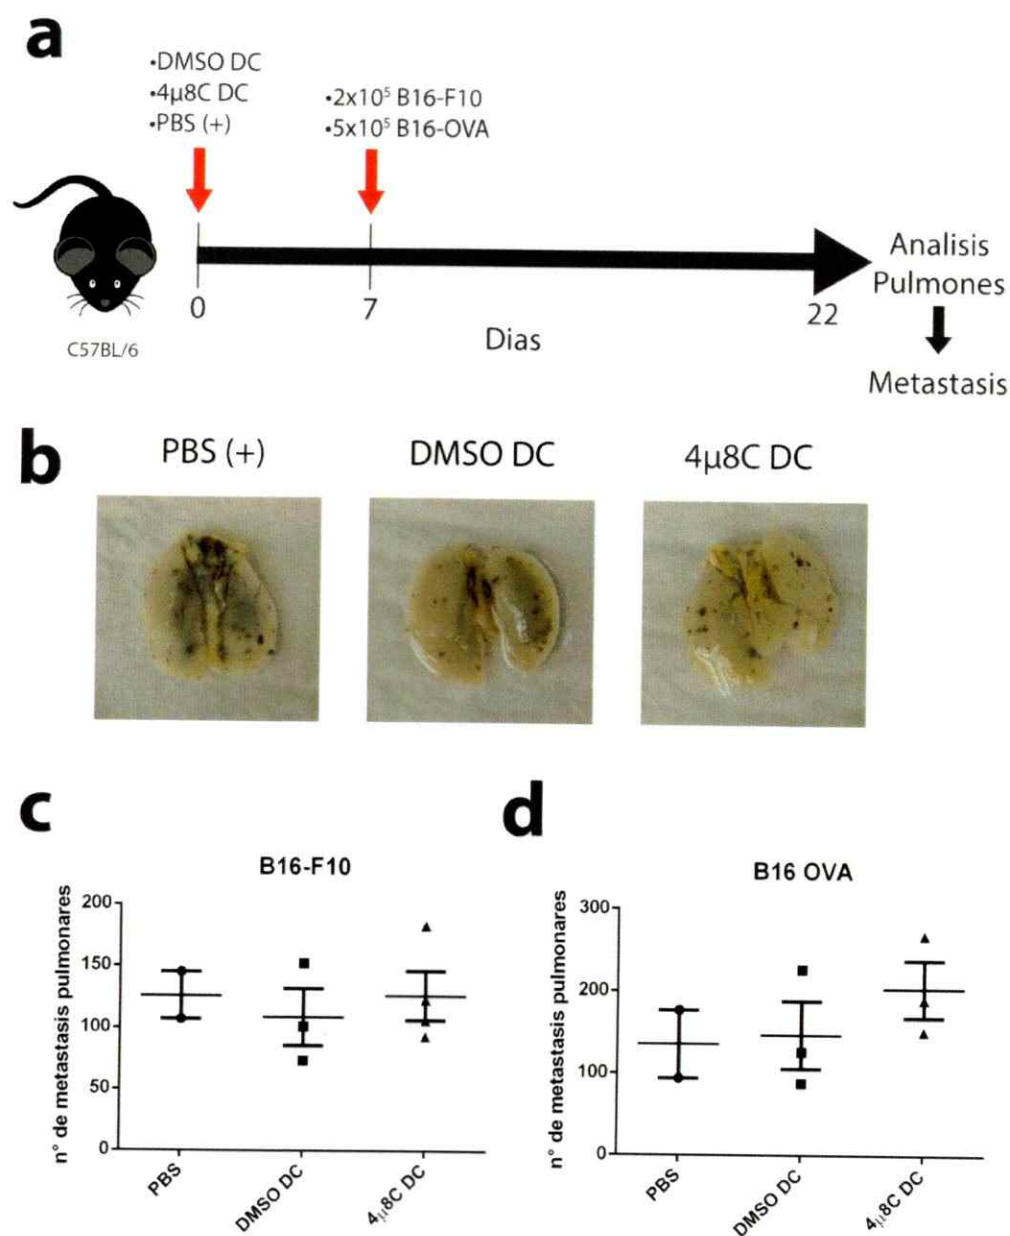 a
•DMSO DC
•4µ8C DC
•PBS (+)
•2x10⁵ B16-F10
•5x10⁵ B16-OVA
C57BL/6
0
7
22
Dias
Analisis
Pulmones
Metastasis
b
PBS (+)
DMSO DC
4µ8C DC
c
B16-F10
n° de metastasis pulmonares
200
150
100
50
0
PBS
DMSO DC
4µ8C DC
d
B16 OVA
n° de metastasis pulmonares
300
200
100
0
PBS
DMSO DC
4µ8C DC